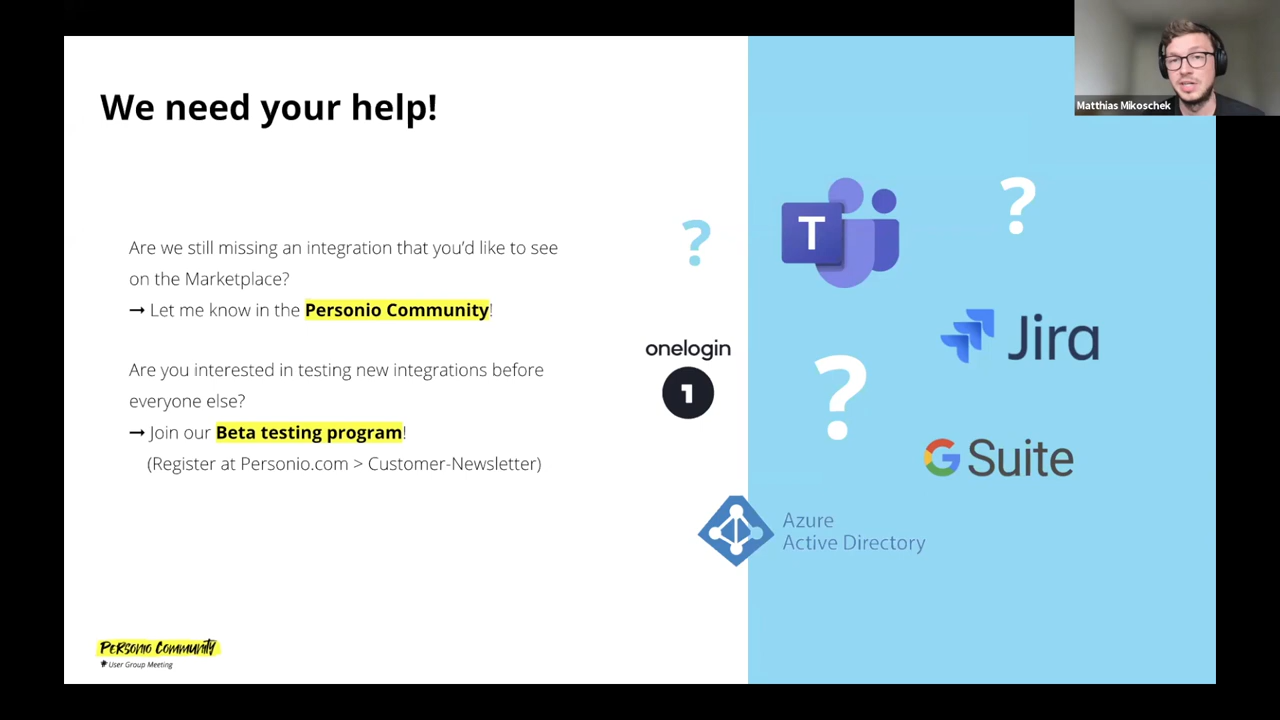 We need your help!
Matthias Mikoschek
Are we still missing an integration that you'd like to see
on the Marketplace?
→ Let me know in the Personio Community!
Are you interested in testing new integrations before
everyone else?
→ Join our Beta testing program!
(Register at Personio.com > Customer-Newsletter)
?
T
?
onelogin
1
Jira
?
G Suite
Azure
Active Directory
Personio Community
User Group Meeting